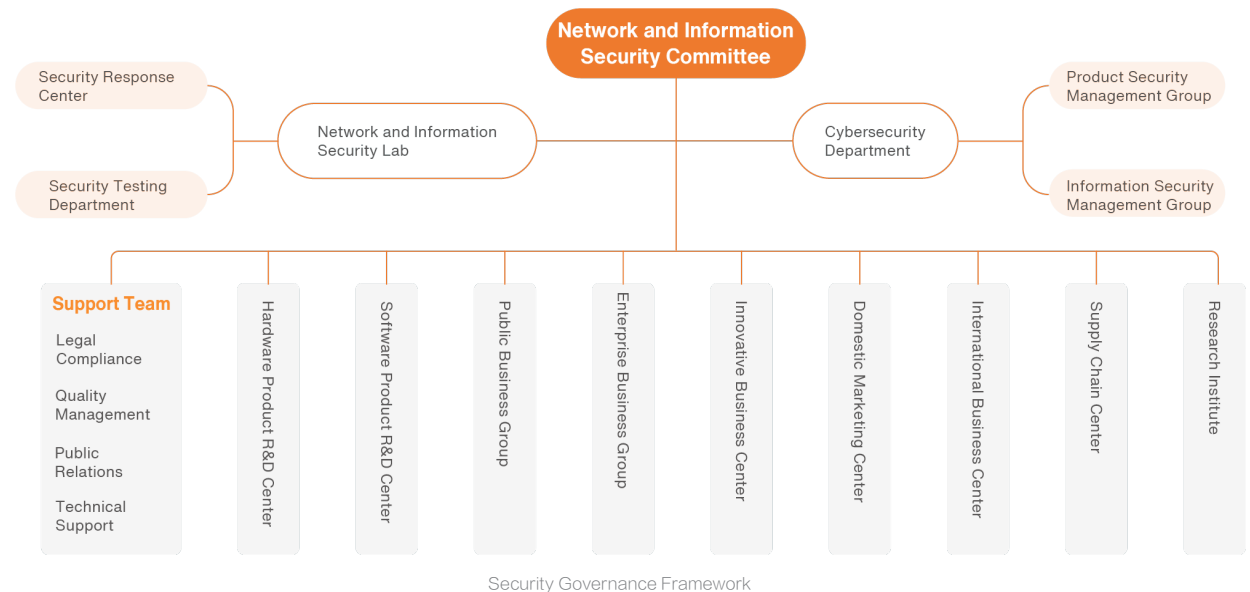 Network and Information
Security Committee
Security Response
Center
Security Testing
Department
Network and Information
Security Lab
Cybersecurity
Department
Product Security
Management Group
Information Security
Management Group
Support Team
Legal
Compliance
Quality
Management
Public
Relations
Technical
Support
Hardware Product R&D Center
Software Product R&D Center
Public Business Group
Enterprise Business Group
Innovative Business Center
Domestic Marketing Center
International Business Center
Supply Chain Center
Research Institute
Security Governance Framework